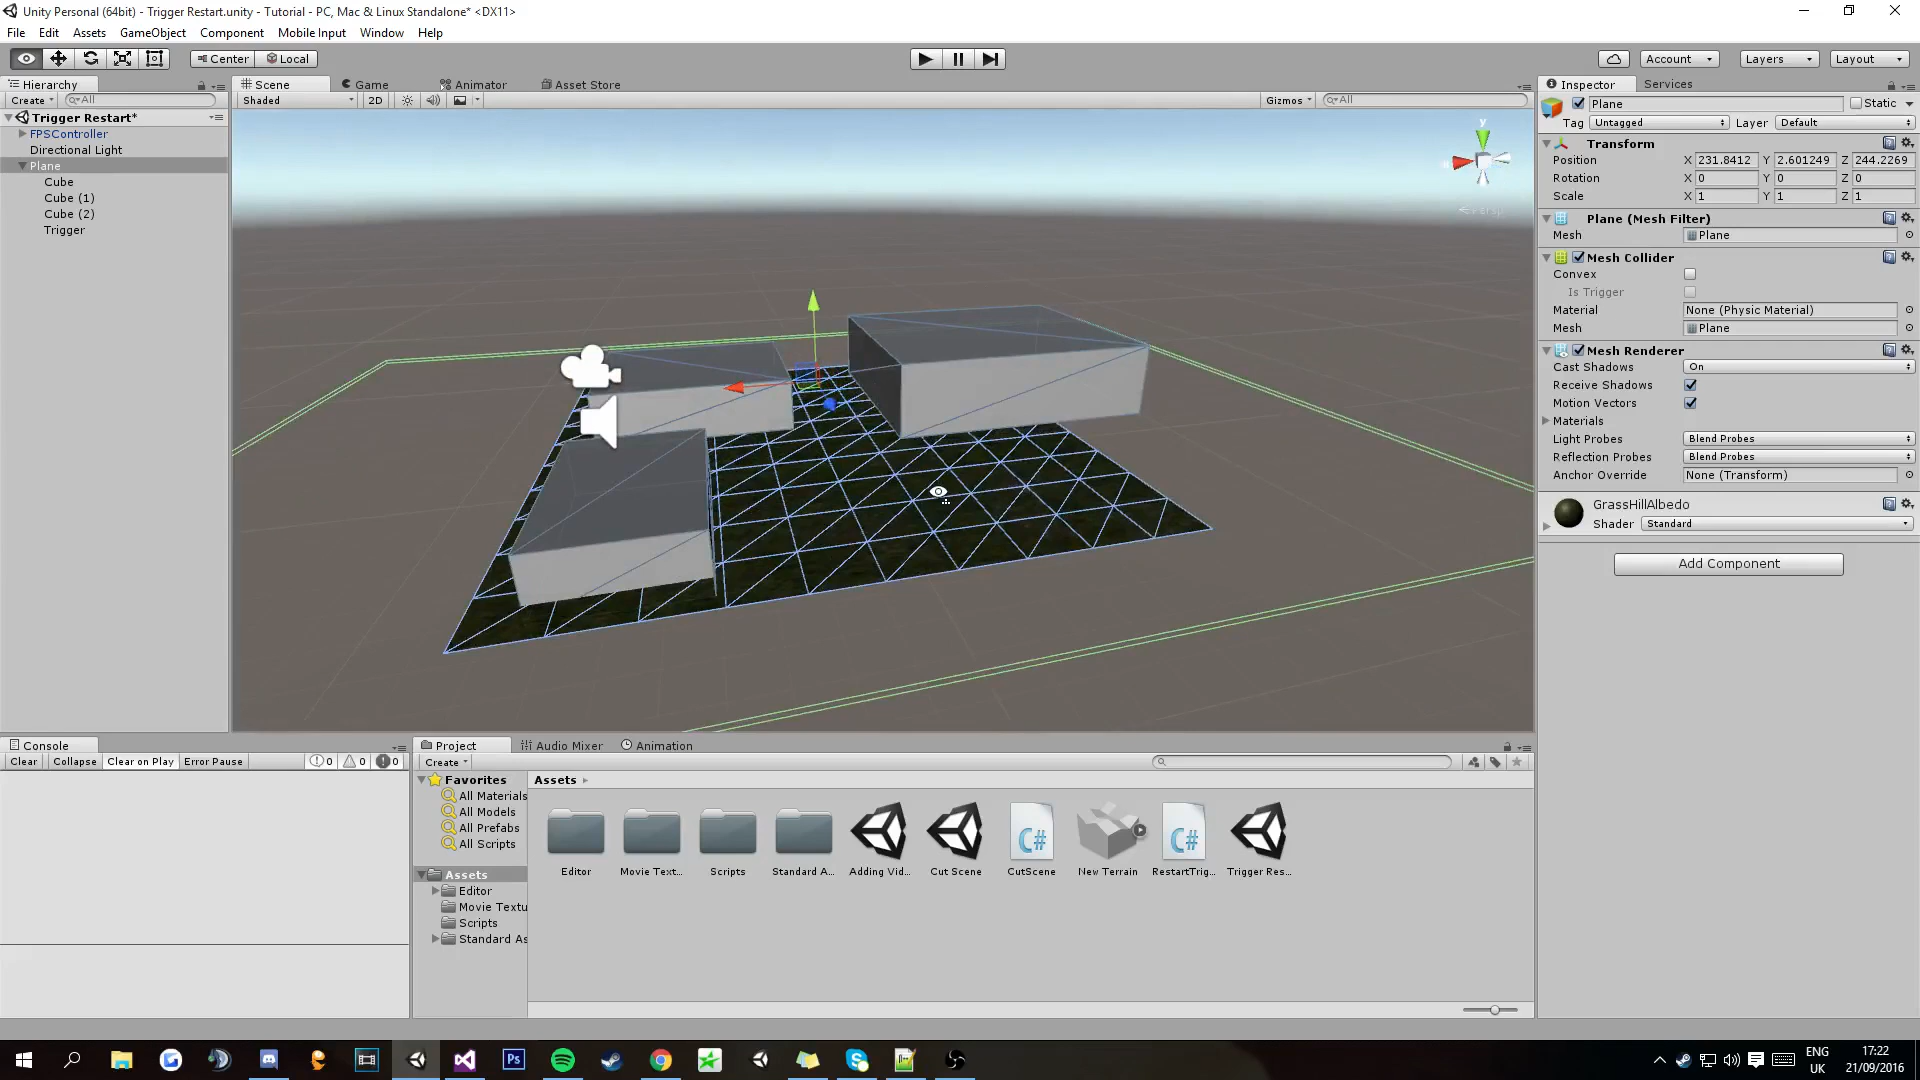 Unity Personal (64bit) - Trigger Restart.unity - Tutorial - PC, Mac & Linux Standalone* <DX11>
File Edit Assets GameObject Component Mobile Input Window Help
Center Local Account Layers Layout
Hierarchy
Create All
Trigger Restart*
FPSController
Directional Light
Plane
Cube
Cube (1)
Cube (2)
Trigger
Scene Game Animator Asset Store
Shaded 2D Gizmos All
y
Persp
Inspector Services
Plane Static
Tag Untagged Layer Default
Transform
Position X 231.8412 Y 2.601249 Z 244.2269
Rotation X 0 Y 0 Z 0
Scale X 1 Y 1 Z 1
Plane (Mesh Filter)
Mesh Plane
Mesh Collider
Convex
Is Trigger
Material None (Physic Material)
Mesh Plane
Mesh Renderer
Cast Shadows On
Receive Shadows
Motion Vectors
Materials
Light Probes Blend Probes
Reflection Probes Blend Probes
Anchor Override None (Transform)
GrassHillAlbedo
Shader Standard
Add Component
Console
Clear Collapse Clear on Play Error Pause 0 0 0
Project Audio Mixer Animation
Create
Favorites
All Materials
All Models
All Prefabs
All Scripts
Assets
Editor
Movie Textu
Scripts
Standard As
Assets
C# C#
Editor Movie Text... Scripts Standard A... Adding Vid... Cut Scene CutScene New Terrain RestartTrig... Trigger Res...
Ps
ENG
UK
17:22
21/09/2016